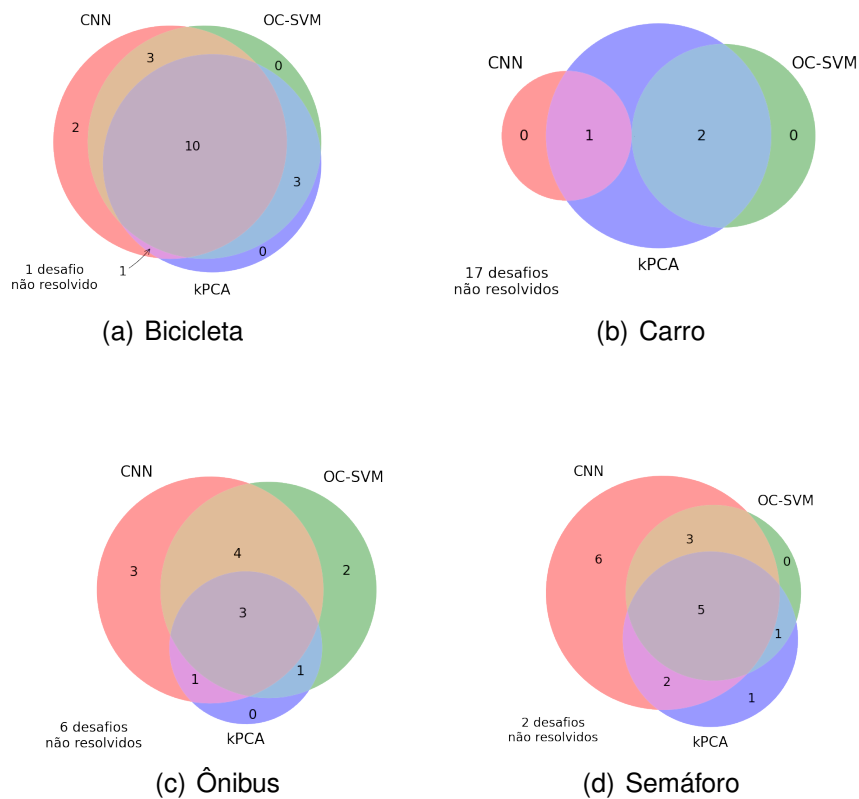 CNN
OC-SVM
3
0
2
10
3
0
1
1 desafio
não resolvido
kPCA
(a) Bicicleta
CNN
OC-SVM
0
1
2
0
kPCA
17 desafios
não resolvidos
(b) Carro
CNN
OC-SVM
4
3
2
3
1
1
0
6 desafios
não resolvidos
kPCA
(c) Ônibus
CNN
OC-SVM
3
6
0
5
1
2
1
2 desafios
não resolvidos
kPCA
(d) Semáforo